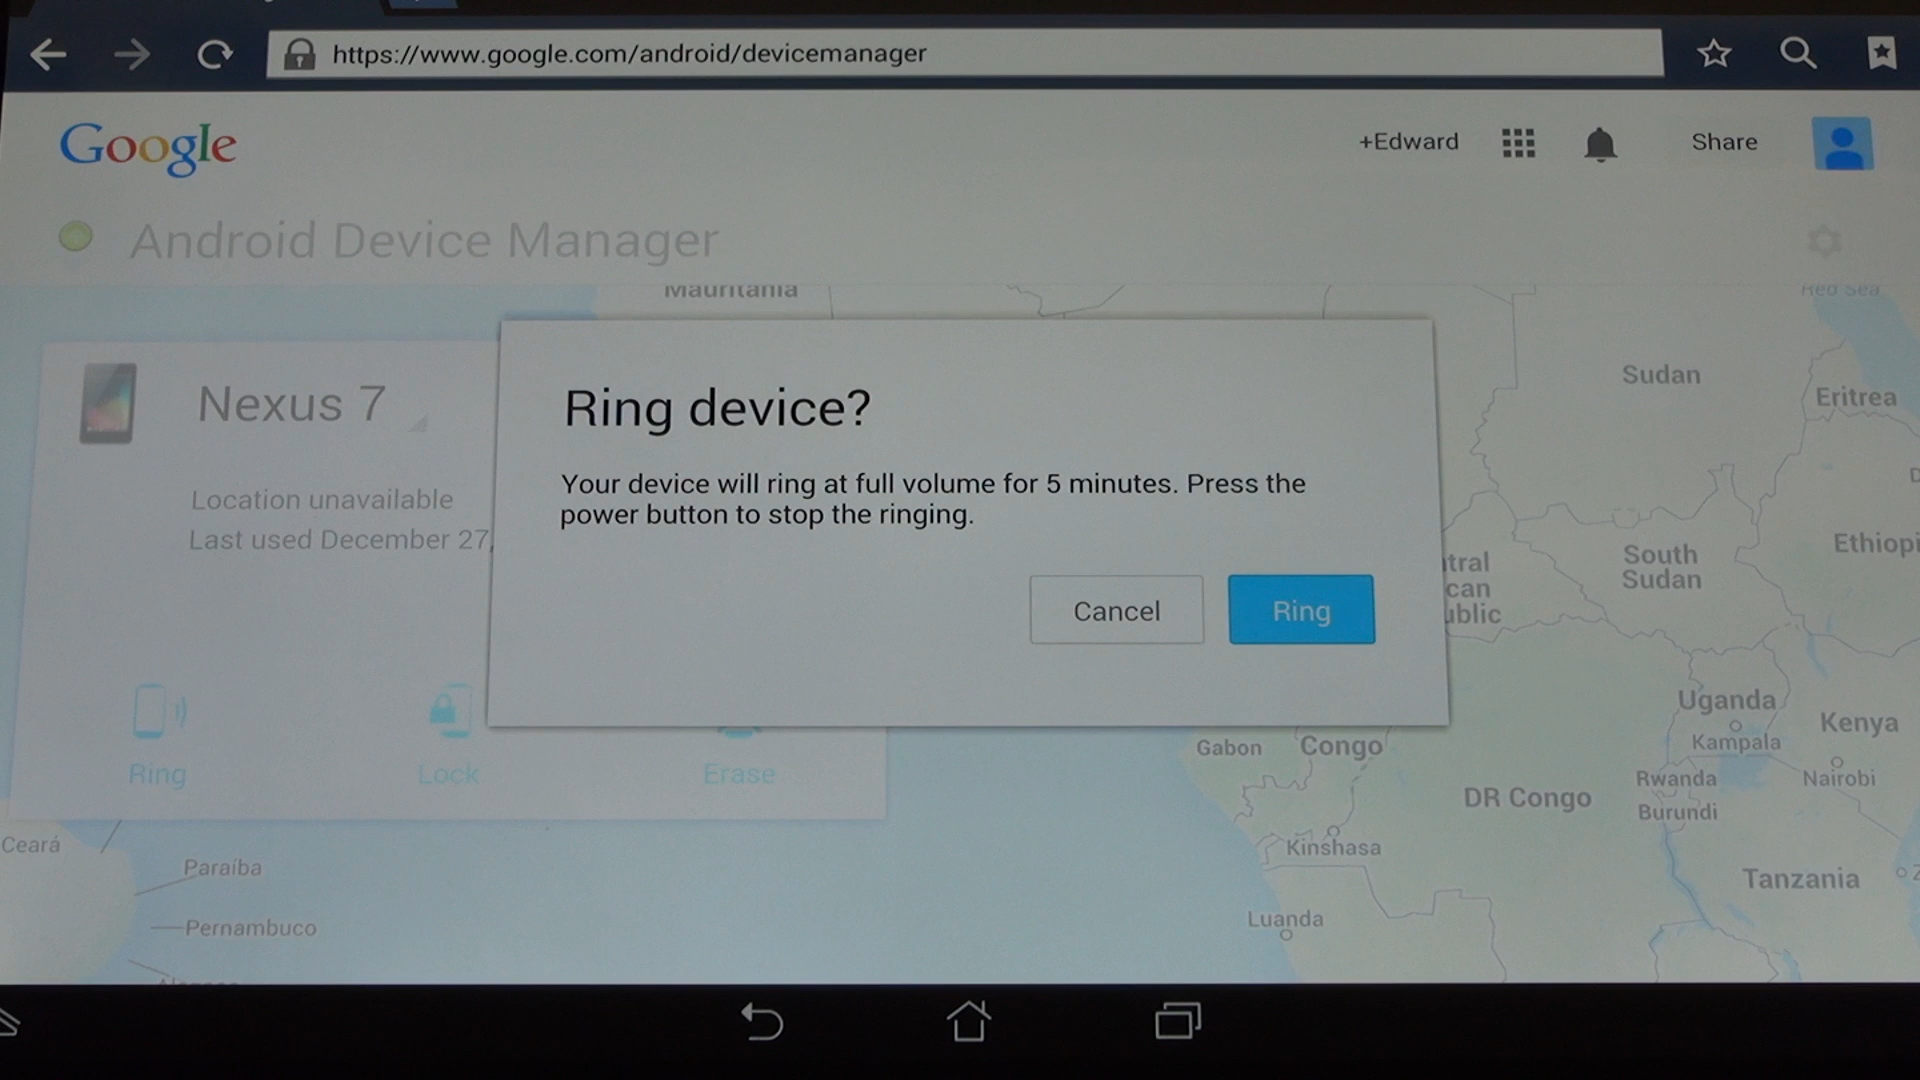 https://www.google.com/android/devicemanager
Google
+Edward
Share
Android Device Manager
Mauritania
Red Sea
Nexus 7
Location unavailable
Last used December 27,
Ring device?
Your device will ring at full volume for 5 minutes. Press the
power button to stop the ringing.
Cancel
Ring
Ring
Lock
Erase
Sudan
Eritrea
Ethiopi
South
Sudan
tral
can
ublic
Uganda
Kampala
Kenya
Gabon
Congo
DR Congo
Rwanda
Nairobi
Burundi
Kinshasa
Tanzania
Luanda
Ceará
Paraíba
Pernambuco